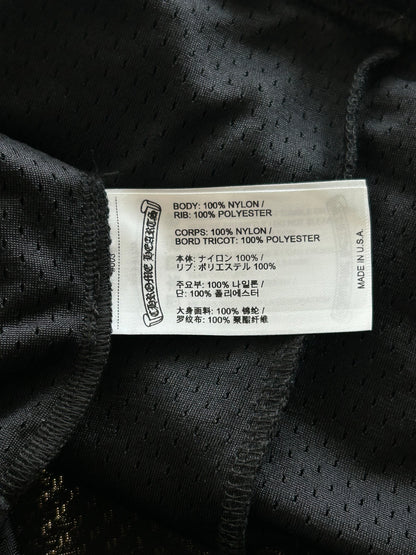 CHROME HEARTS
BODY: 100% NYLON /
RIB: 100% POLYESTER
CORPS: 100% NYLON /
BORD TRICOT: 100% POLYESTER
本体: ナイロン 100% /
リブ: ポリエステル 100%
주요부: 100% 나일론 /
단: 100% 폴리에스터
大身面料: 100% 锦纶 /
罗纹布: 100% 聚酯纤维
MADE IN U.S.A.